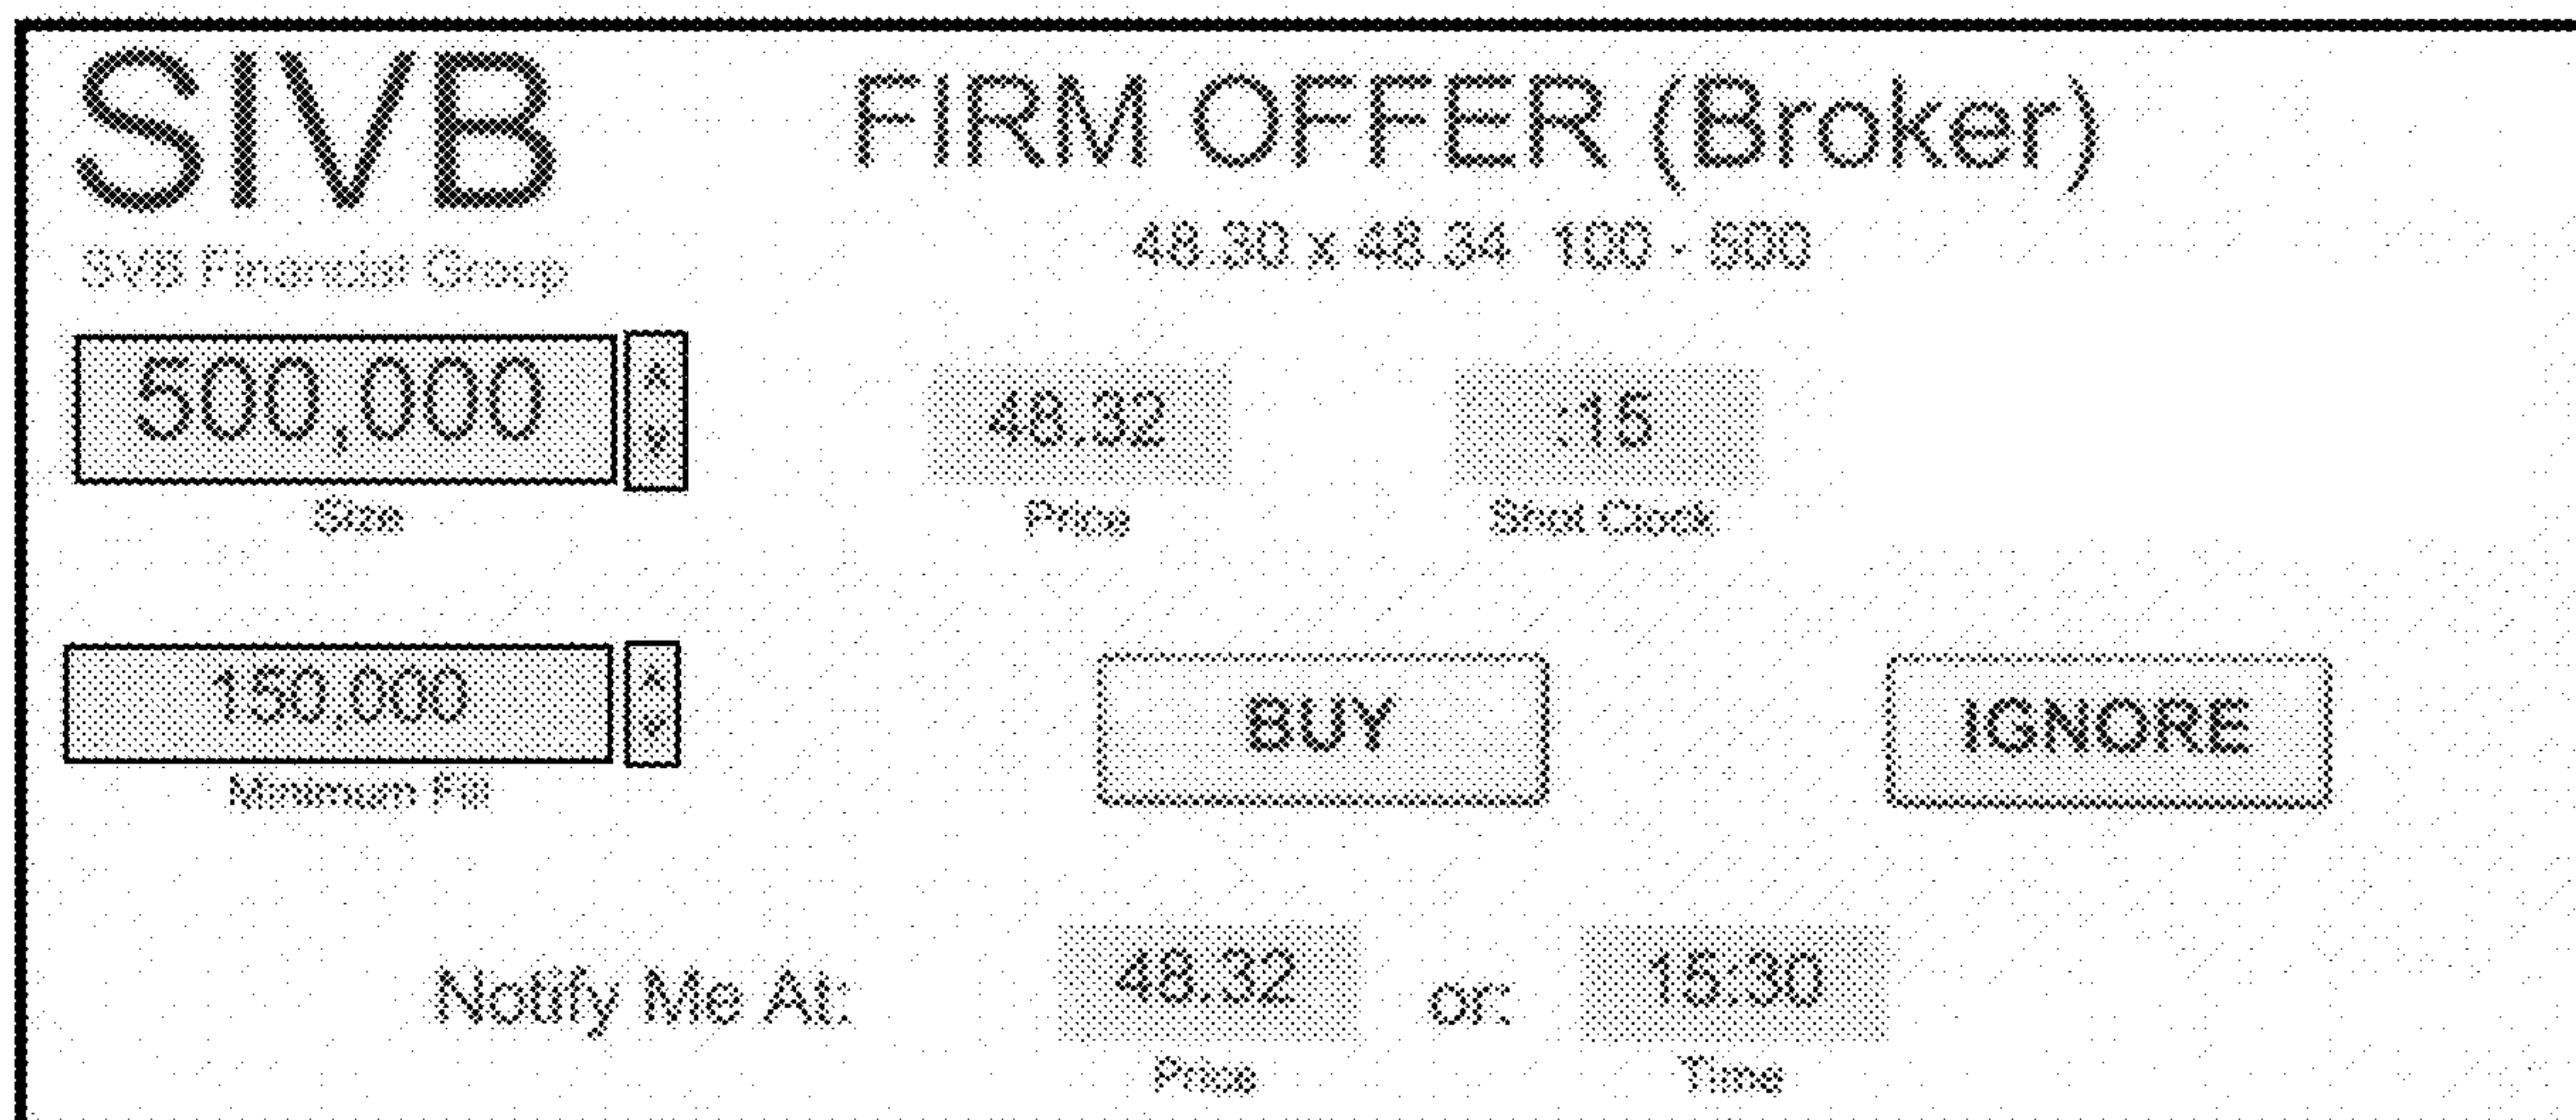 SIVB
FIRM OFFER (Broker)
SVB Financial Group
48.30 x 48.34 100 - 500
500,000
48.32
:15
Size
Price
Shot Clock
150,000
BUY
IGNORE
Minimum Fill
Notify Me At:
48.32
or:
15:30
Price
Time